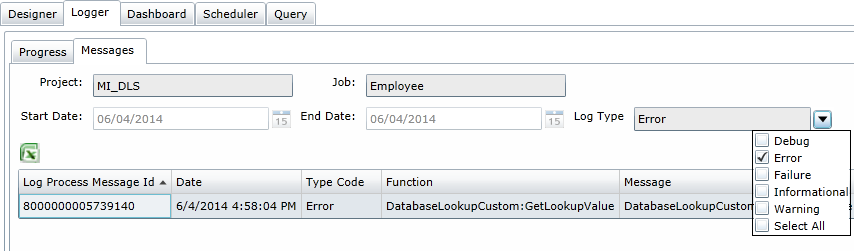 Designer Logger Dashboard Scheduler Query
Progress Messages
Project: MI_DLS Job: Employee
Start Date: 06/04/2014 15 End Date: 06/04/2014 15 Log Type Error
Debug
Error
Failure
Informational
Warning
Select All
Log Process Message Id Date Type Code Function Message
8000000005739140 6/4/2014 4:58:04 PM Error DatabaseLookupCustom:GetLookupValue DatabaseLookupCustom